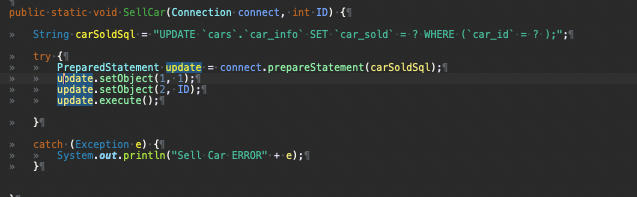 public static void SellCar(Connection connect, int ID) {
String carSoldSql = "UPDATE `cars`.`car_info` SET `car_sold` = ? WHERE (`car_id` = ? );";
try {
PreparedStatement update = connect.prepareStatement(carSoldSql);
update.setObject(1, 1);
update.setObject(2, ID);
update.execute();
}
catch (Exception e) {
System.out.println("Sell Car ERROR" + e);
}
}